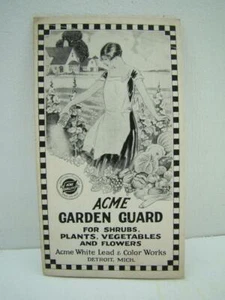 ACME
GARDEN GUARD
FOR SHRUBS,
PLANTS, VEGETABLES
AND FLOWERS
Acme White Lead & Color Works
DETROIT, MICH.